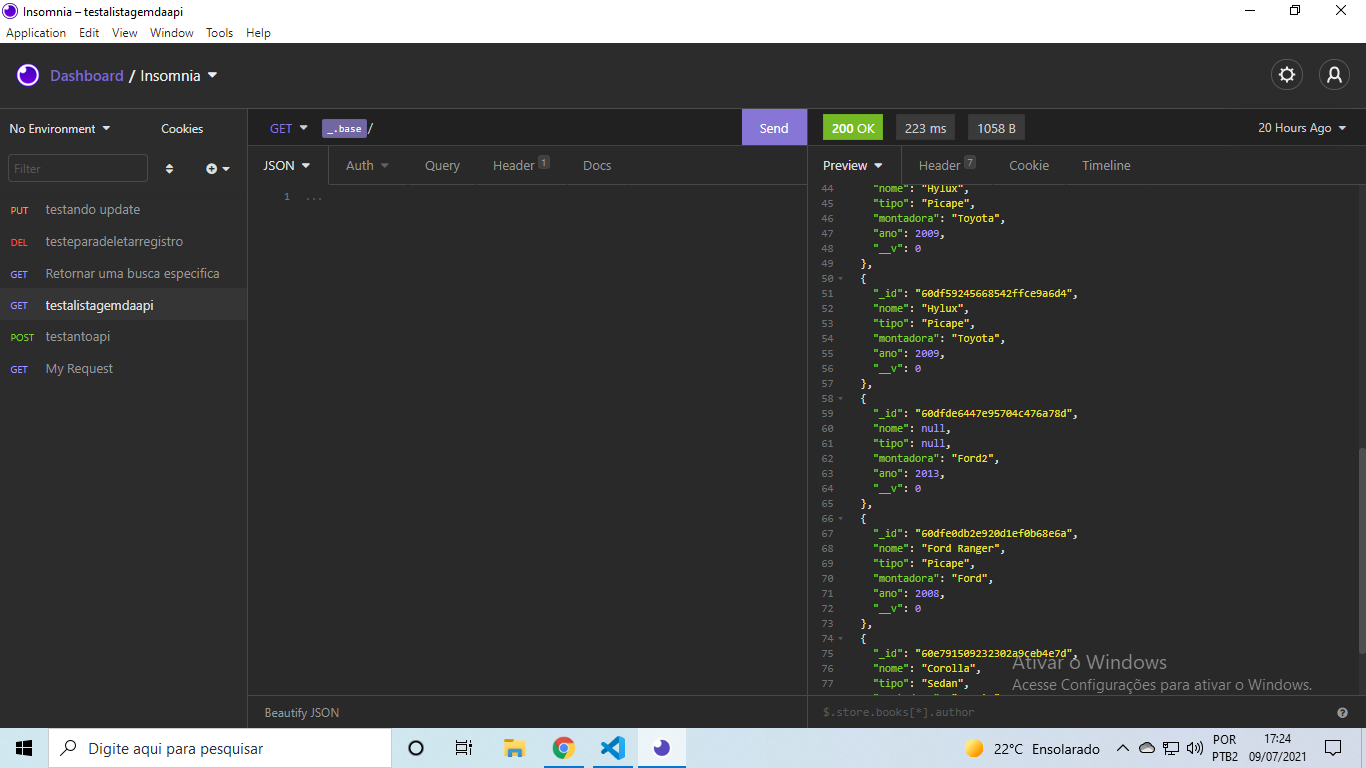 Insomnia – testalistagemdaapi
Application Edit View Window Tools Help
Dashboard / Insomnia
No Environment Cookies
GET _.base /
Send
200 OK 223 ms 1058 B
20 Hours Ago
Filter
JSON Auth Query Header 1 Docs
Preview Header 7 Cookie Timeline
PUT testando update
DEL testeparadeletarregistro
GET Retornar uma busca especifica
GET testalistagemdaapi
POST testantoapi
GET My Request
1 ...
44 "nome": "Hylux",
45 "tipo": "Picape",
46 "montadora": "Toyota",
47 "ano": 2009,
48 "__v": 0
49 },
50 {
51 "_id": "60df59245668542ffce9a6d4",
52 "nome": "Hylux",
53 "tipo": "Picape",
54 "montadora": "Toyota",
55 "ano": 2009,
56 "__v": 0
57 },
58 {
59 "_id": "60dfde6447e95704c476a78d",
60 "nome": null,
61 "tipo": null,
62 "montadora": "Ford2",
63 "ano": 2013,
64 "__v": 0
65 },
66 {
67 "_id": "60dfe0db2e920d1ef0b68e6a",
68 "nome": "Ford Ranger",
69 "tipo": "Picape",
70 "montadora": "Ford",
71 "ano": 2008,
72 "__v": 0
73 },
74 {
75 "_id": "60e791509232302a9ceb4e7d",
76 "nome": "Corolla",
77 "tipo": "Sedan",
Ativar o Windows
Acesse Configurações para ativar o Windows.
Beautify JSON
$.store.books[*].author
Digite aqui para pesquisar
22°C Ensolarado
POR
PTB2
17:24
09/07/2021